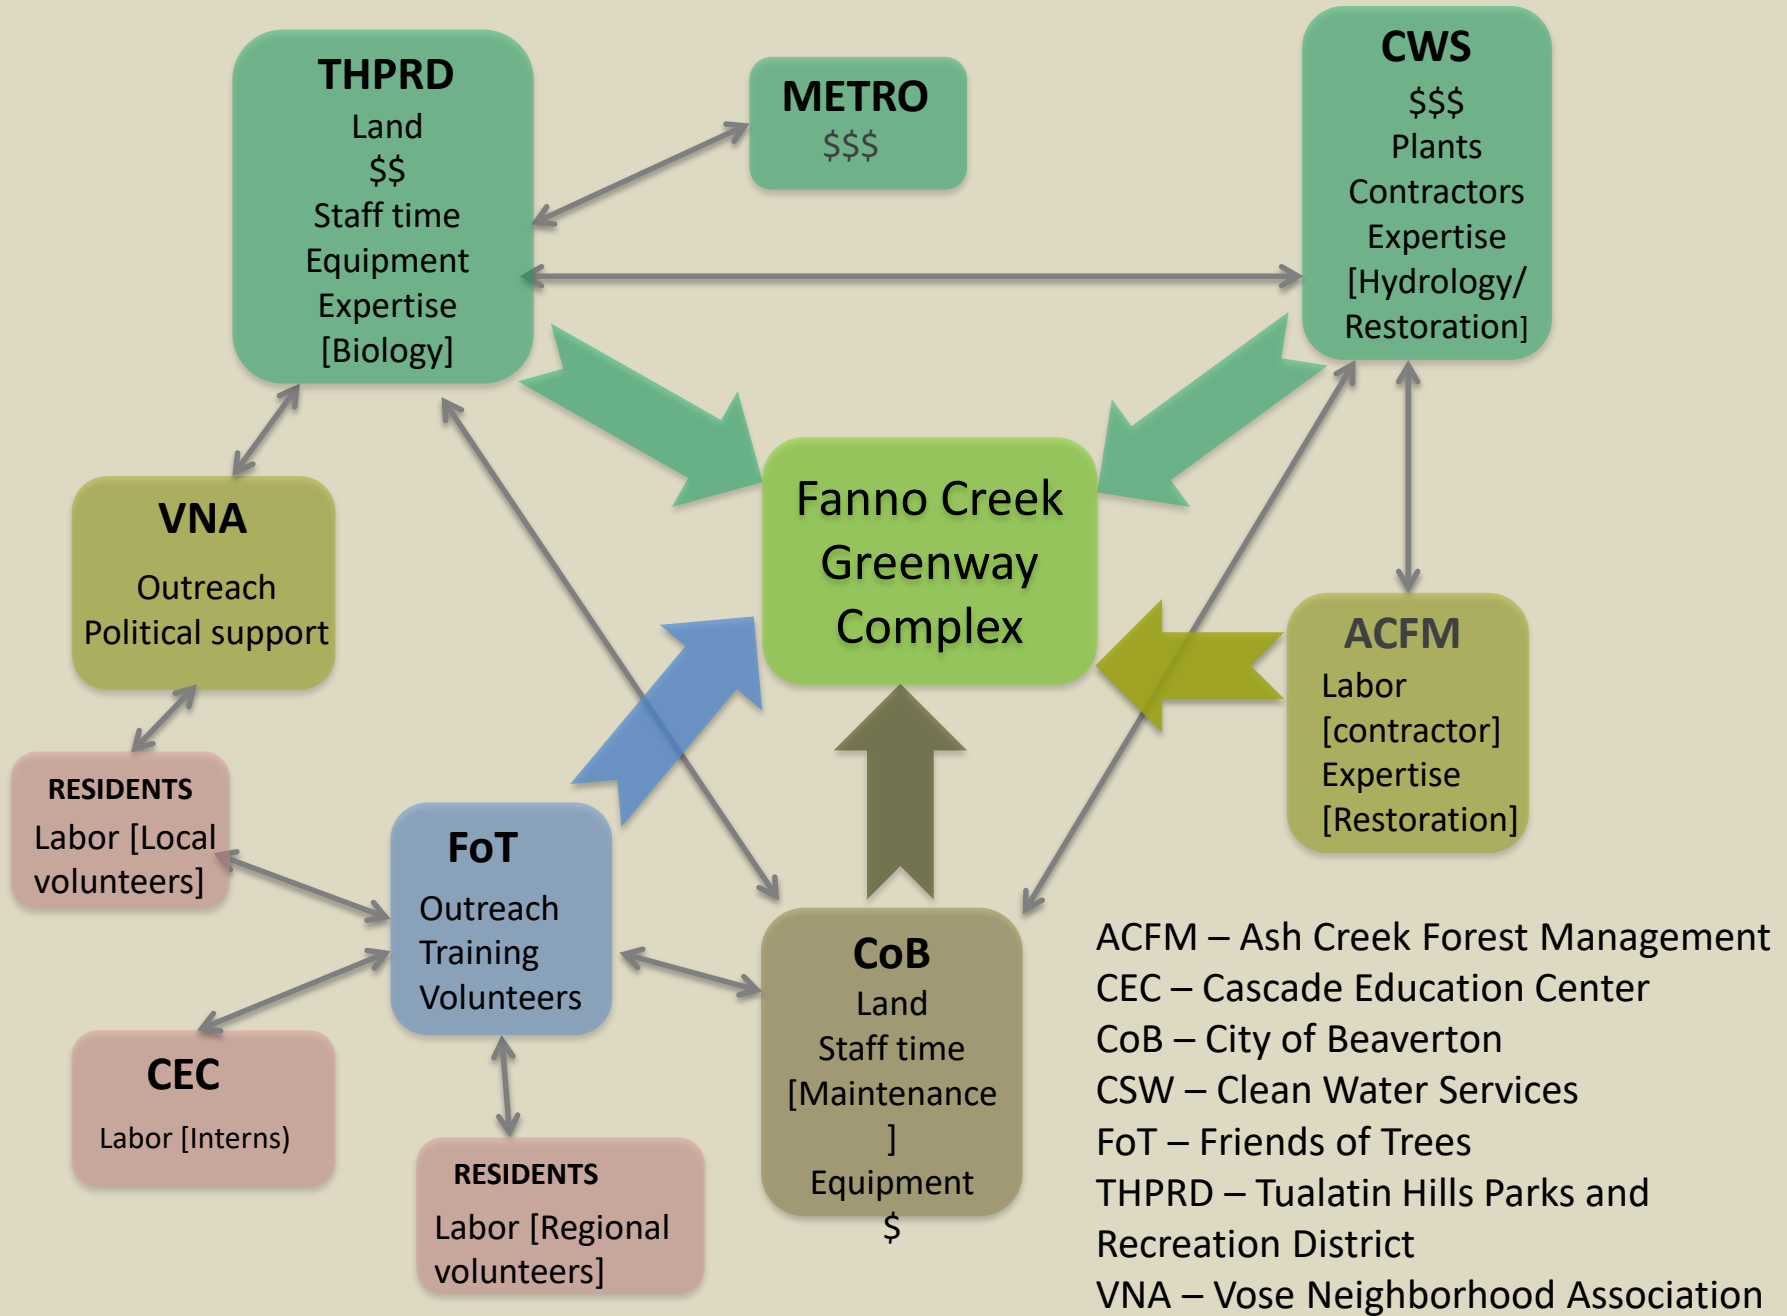 THPRD
Land
$$
Staff time
Equipment
Expertise
[Biology]
METRO
$$$
CWS
$$$
Plants
Contractors
Expertise
[Hydrology/
Restoration]
VNA
Outreach
Political support
Fanno Creek
Greenway
Complex
ACFM
Labor
[contractor]
Expertise
[Restoration]
RESIDENTS
Labor [Local
volunteers]
FoT
Outreach
Training
Volunteers
CEC
Labor [Interns)
RESIDENTS
Labor [Regional
volunteers]
CoB
Land
Staff time
[Maintenance
]
Equipment
$
ACFM – Ash Creek Forest Management
CEC – Cascade Education Center
CoB – City of Beaverton
CSW – Clean Water Services
FoT – Friends of Trees
THPRD – Tualatin Hills Parks and
Recreation District
VNA – Vose Neighborhood Association